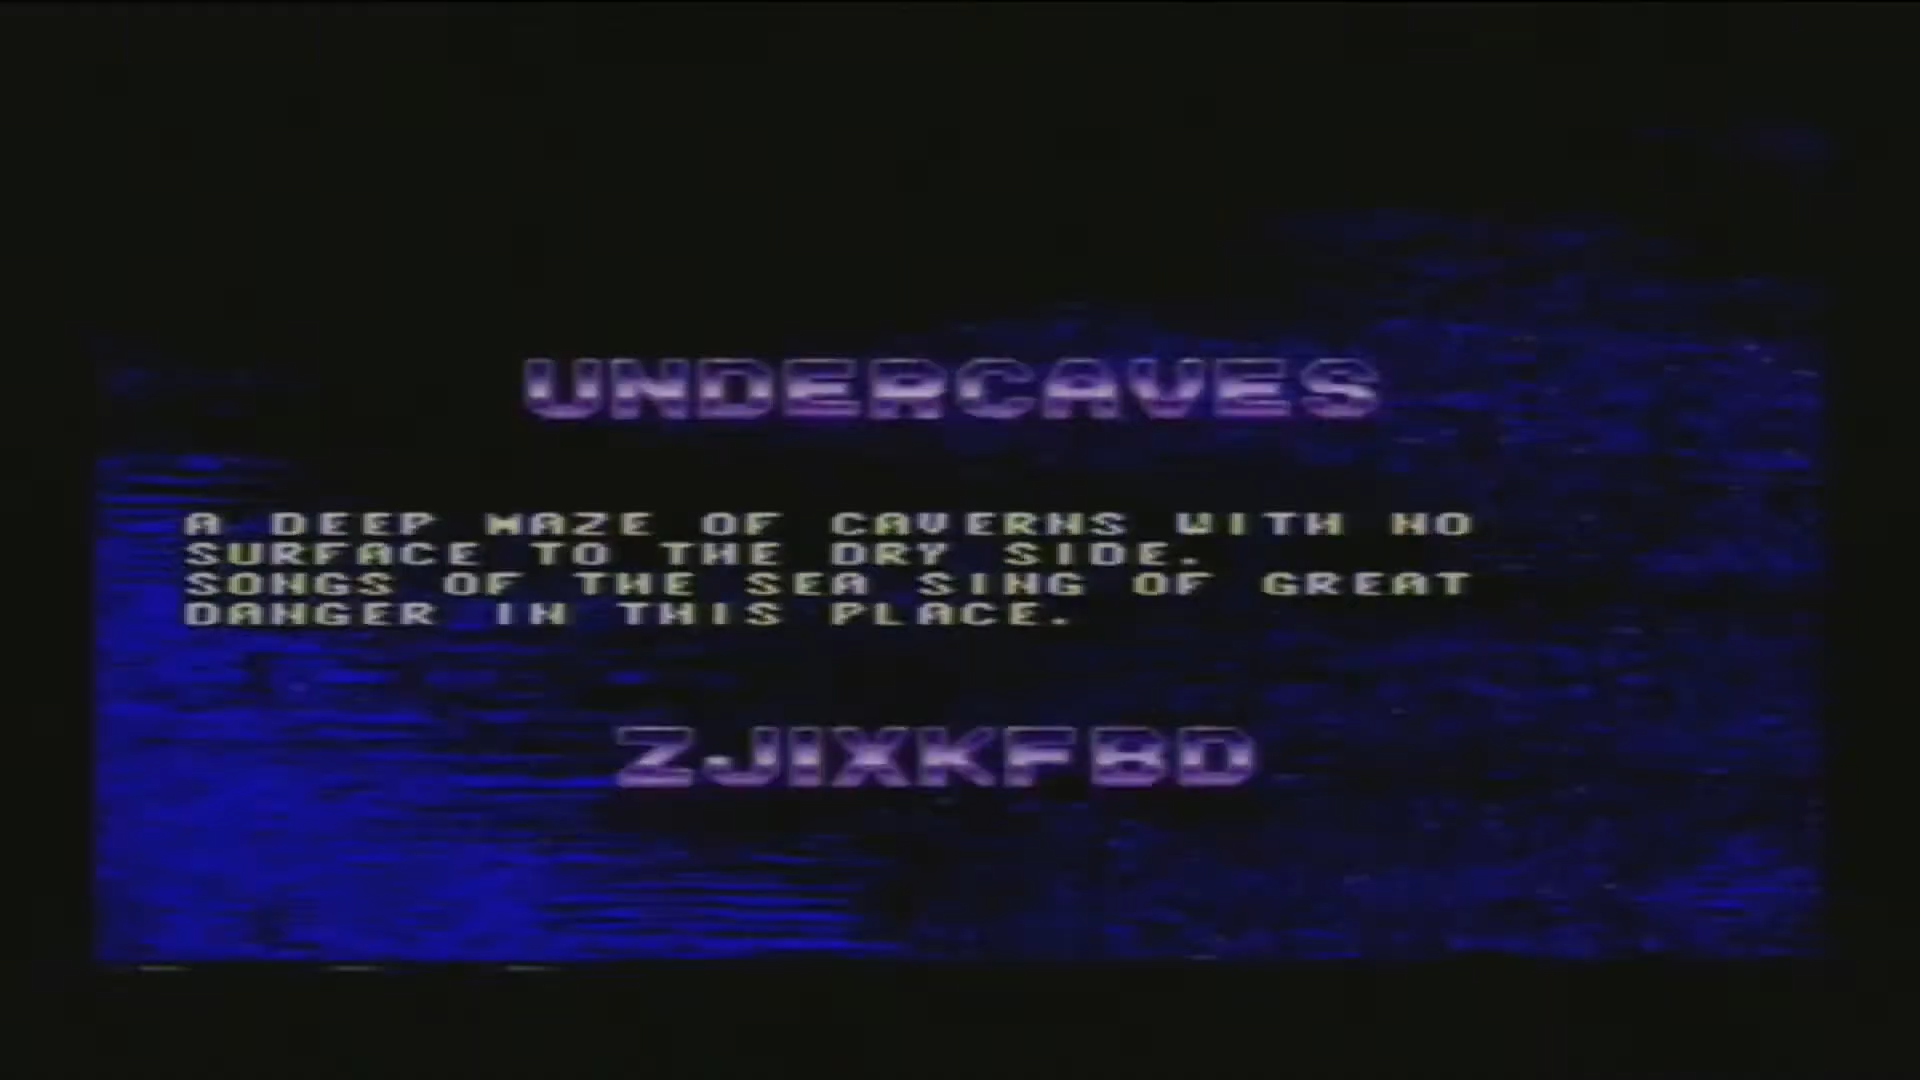 UNDERCAVES
A DEEP MAZE OF CAVERNS WITH NO
SURFACE TO THE DRY SIDE.
SONGS OF THE SEA SING OF GREAT
DANGER IN THIS PLACE.
ZJIXKFBD